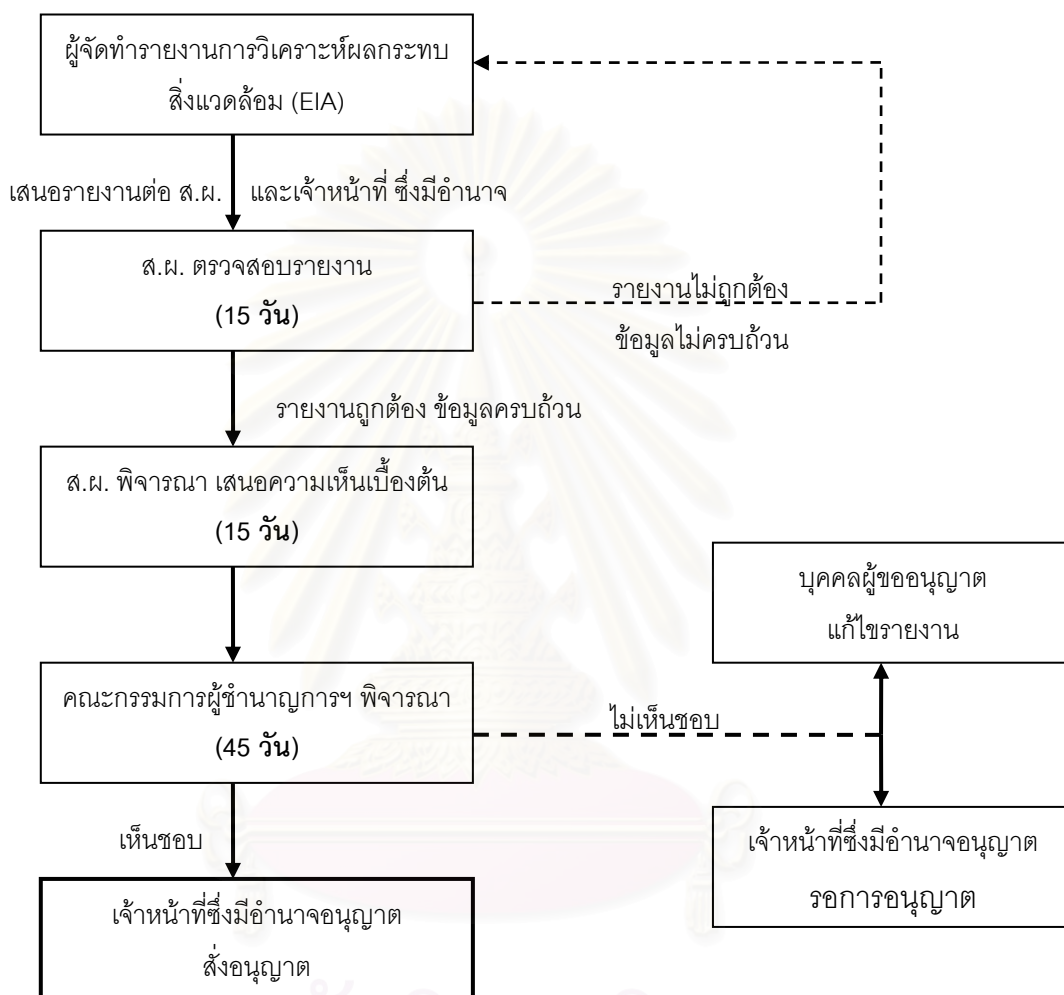 ผู้จัดทำรายงานการวิเคราะห์ผลกระทบ
สิ่งแวดล้อม (EIA)
เสนอรายงานต่อ ส.ผ. และเจ้าหน้าที่ ซึ่งมีอำนาจ
ส.ผ. ตรวจสอบรายงาน
(15 วัน)
รายงานไม่ถูกต้อง
ข้อมูลไม่ครบถ้วน
รายงานถูกต้อง ข้อมูลครบถ้วน
ส.ผ. พิจารณา เสนอความเห็นเบื้องต้น
(15 วัน)
บุคคลผู้ขออนุญาต
แก้ไขรายงาน
คณะกรรมการผู้ชำนาญการฯ พิจารณา
(45 วัน)
ไม่เห็นชอบ
เห็นชอบ
เจ้าหน้าที่ซึ่งมีอำนาจอนุญาต
รอการอนุญาต
เจ้าหน้าที่ซึ่งมีอำนาจอนุญาต
สั่งอนุญาต